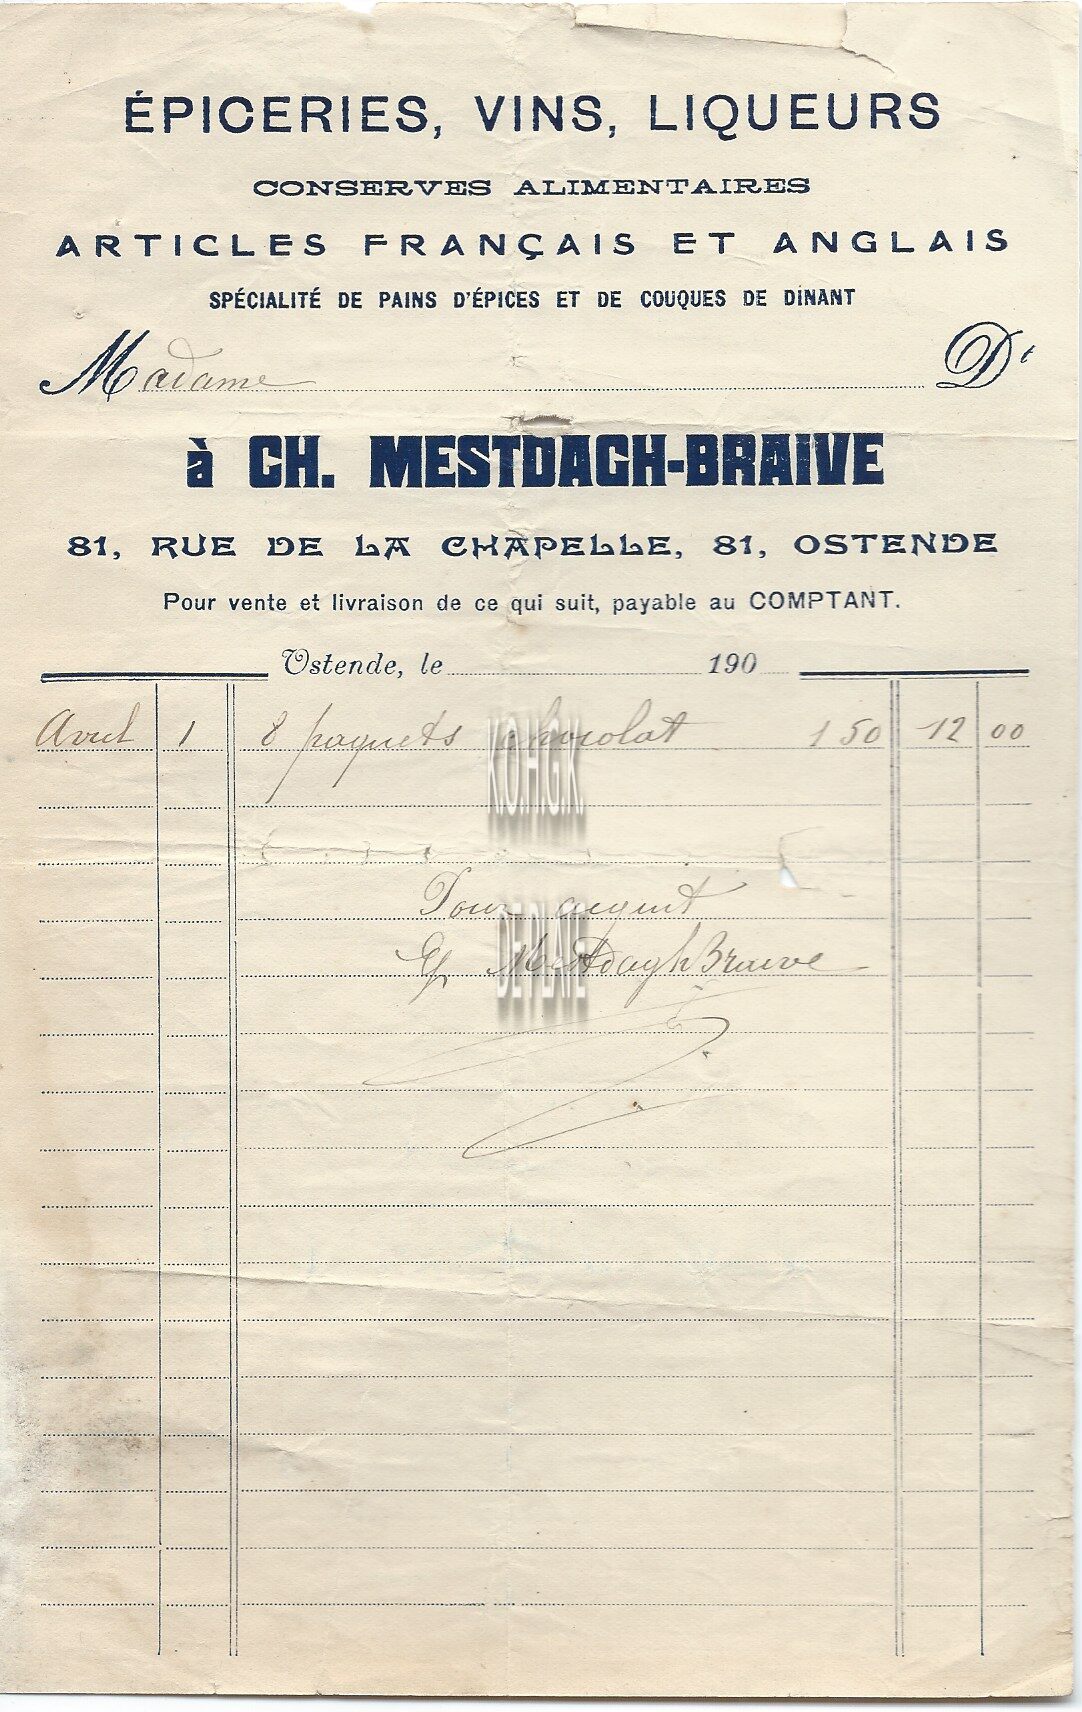 ÉPICERIES, VINS, LIQUEURS
CONSERVES ALIMENTAIRES
ARTICLES FRANÇAIS ET ANGLAIS
SPÉCIALITÉ DE PAINS D'ÉPICES ET DE COUQUES DE DINANT
Madame Dt
à CH. MESTDAGH-BRAIVE
81, RUE DE LA CHAPELLE, 81, OSTENDE
Pour vente et livraison de ce qui suit, payable au COMPTANT.
Ostende, le 190
Avril 1 8 paquets chocolat 1 50 12 00
KO.H.G.K.
Pour acquit
DE PLATE
Mestdagh Braive